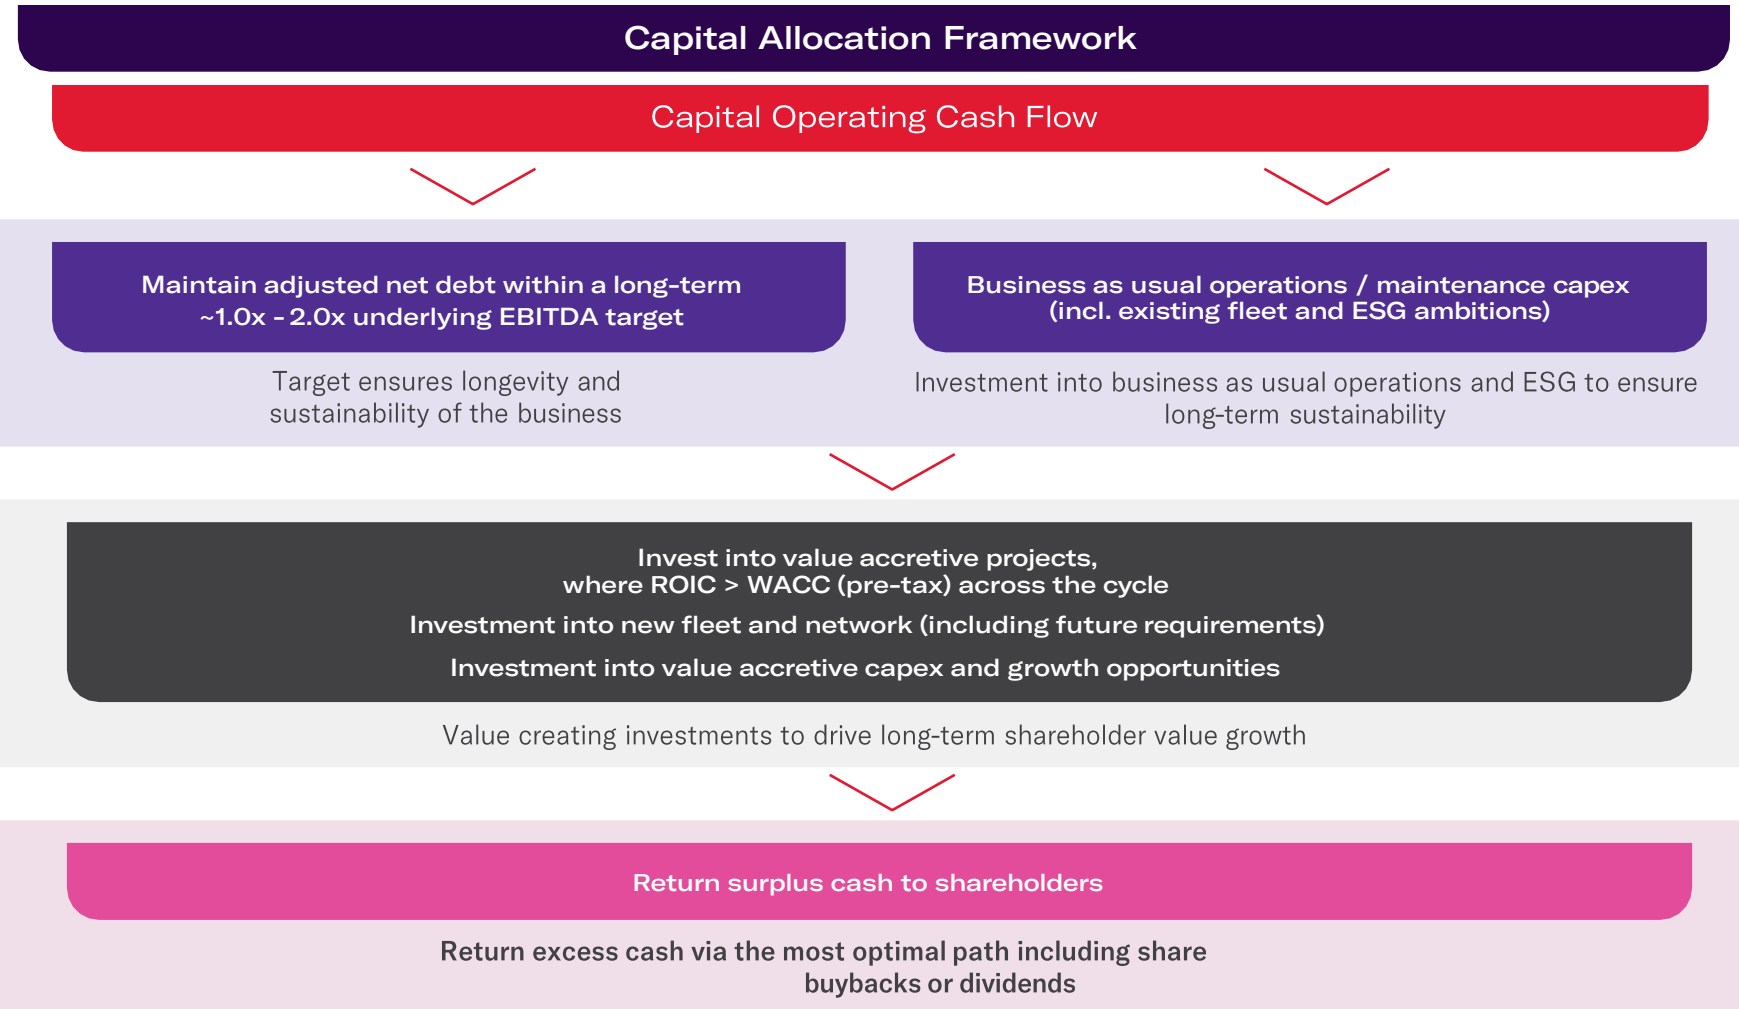 Capital Allocation Framework
Capital Operating Cash Flow
Maintain adjusted net debt within a long-term
~1.0x - 2.0x underlying EBITDA target
Target ensures longevity and
sustainability of the business
Business as usual operations / maintenance capex
(incl. existing fleet and ESG ambitions)
Investment into business as usual operations and ESG to ensure
long-term sustainability
Invest into value accretive projects,
where ROIC > WACC (pre-tax) across the cycle
Investment into new fleet and network (including future requirements)
Investment into value accretive capex and growth opportunities
Value creating investments to drive long-term shareholder value growth
Return surplus cash to shareholders
Return excess cash via the most optimal path including share
buybacks or dividends